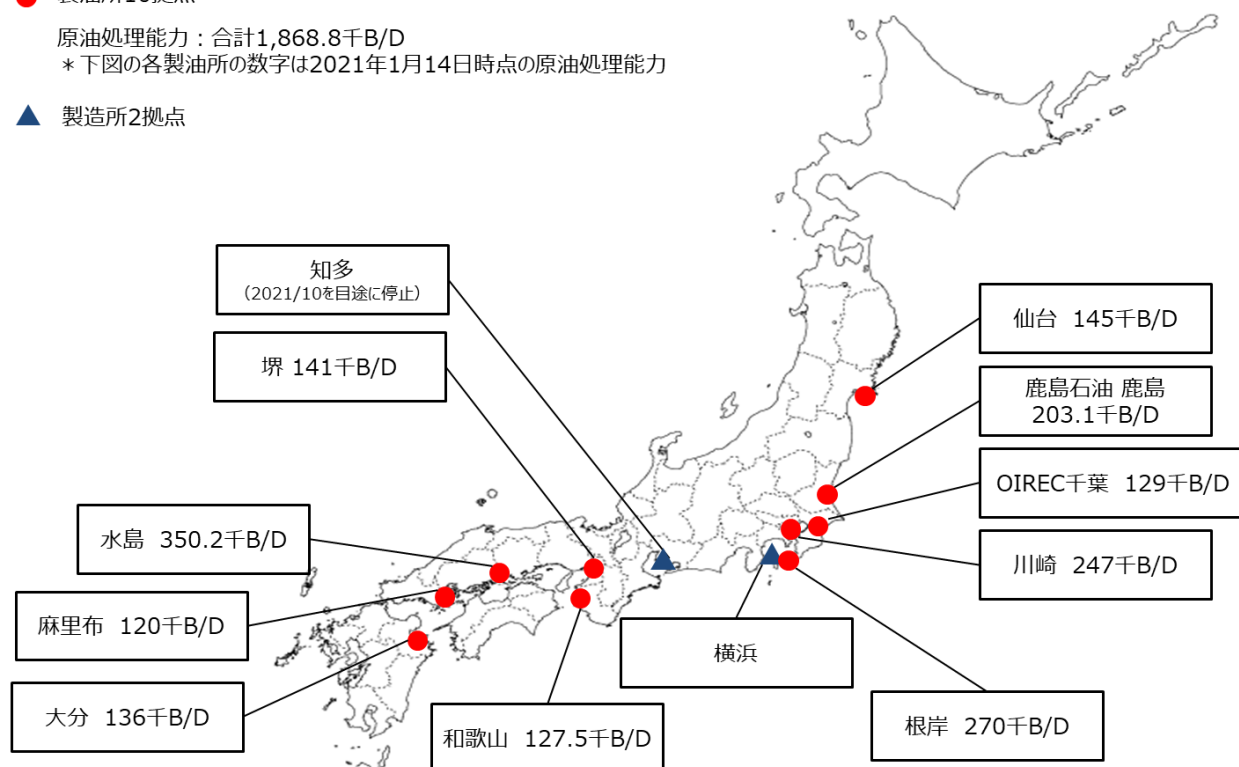 製油所10拠点
原油処理能力：合計1,868.8千B/D
＊下図の各製油所の数字は2021年1月14日時点の原油処理能力
製造所2拠点
知多
（2021/10を目途に停止）
堺 141千B/D
水島 350.2千B/D
麻里布 120千B/D
大分 136千B/D
和歌山 127.5千B/D
横浜
仙台 145千B/D
鹿島石油 鹿島
203.1千B/D
OIREC千葉 129千B/D
川崎 247千B/D
根岸 270千B/D